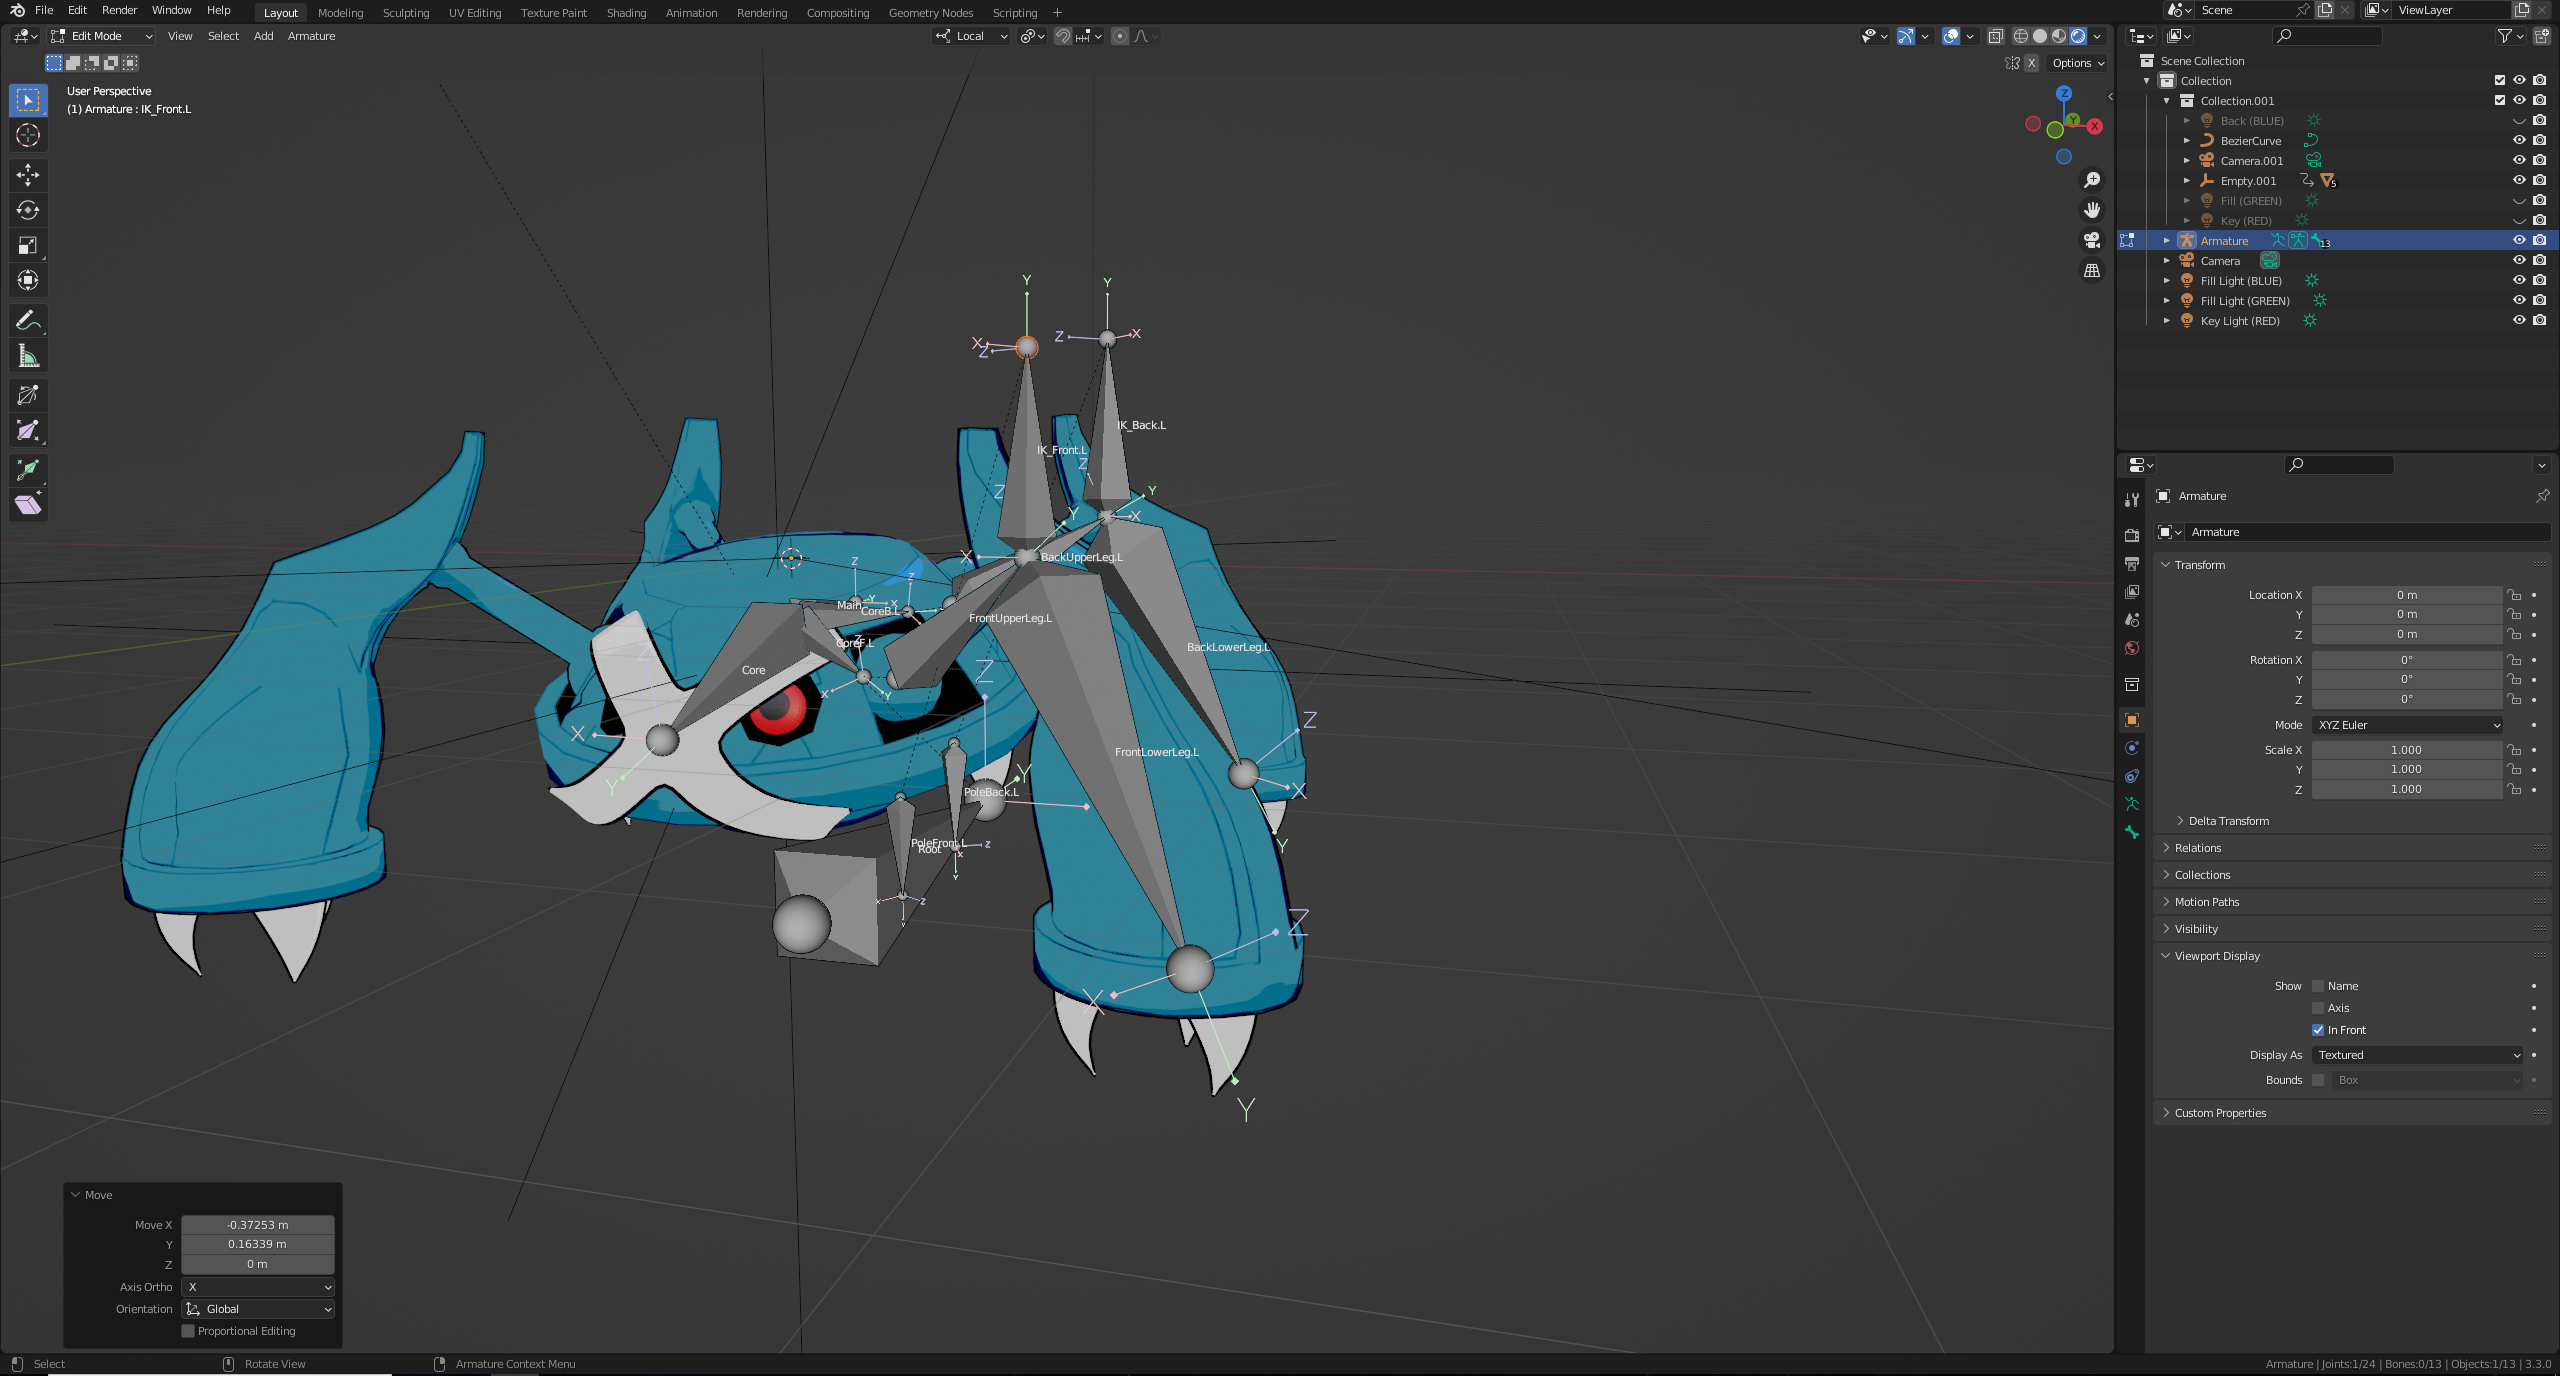 File Edit Render Window Help Layout Modeling Sculpting UV Editing Texture Paint Shading Animation Rendering Compositing Geometry Nodes Scripting + Scene ViewLayer
Edit Mode View Select Add Armature Local
X Options
User Perspective
(1) Armature : IK_Front.L
Z
Y
X
Y
Y
X
Z
Z
X
IK_Back.L
IK_Front.L
Z
Z
Y
Y
X
X
BackUpperLeg.L
Z
Z
Main
Y
X
CoreB.L
FrontUpperLeg.L
CoreF.L
Z
BackLowerLeg.L
Z
Core
Z
X
Y
Z
X
FrontLowerLeg.L
Y
Y
PoleBack.L
X
PoleFront.L
Root
Z
X
Y
Y
X
Z
Y
Z
X
Y
Move
Move X -0.37253 m
Y 0.16339 m
Z 0 m
Axis Ortho X
Orientation Global
Proportional Editing
Scene Collection
Collection
Collection.001
Back (BLUE)
BezierCurve
Camera.001
Empty.001 5
Fill (GREEN)
Key (RED)
Armature 13
Camera
Fill Light (BLUE)
Fill Light (GREEN)
Key Light (RED)
Armature
Armature
Transform
Location X 0 m
Y 0 m
Z 0 m
Rotation X 0°
Y 0°
Z 0°
Mode XYZ Euler
Scale X 1.000
Y 1.000
Z 1.000
Delta Transform
Relations
Collections
Motion Paths
Visibility
Viewport Display
Show Name
Axis
In Front
Display As Textured
Bounds Box
Custom Properties
Select Rotate View Armature Context Menu Armature | Joints:1/24 | Bones:0/13 | Objects:1/13 | 3.3.0